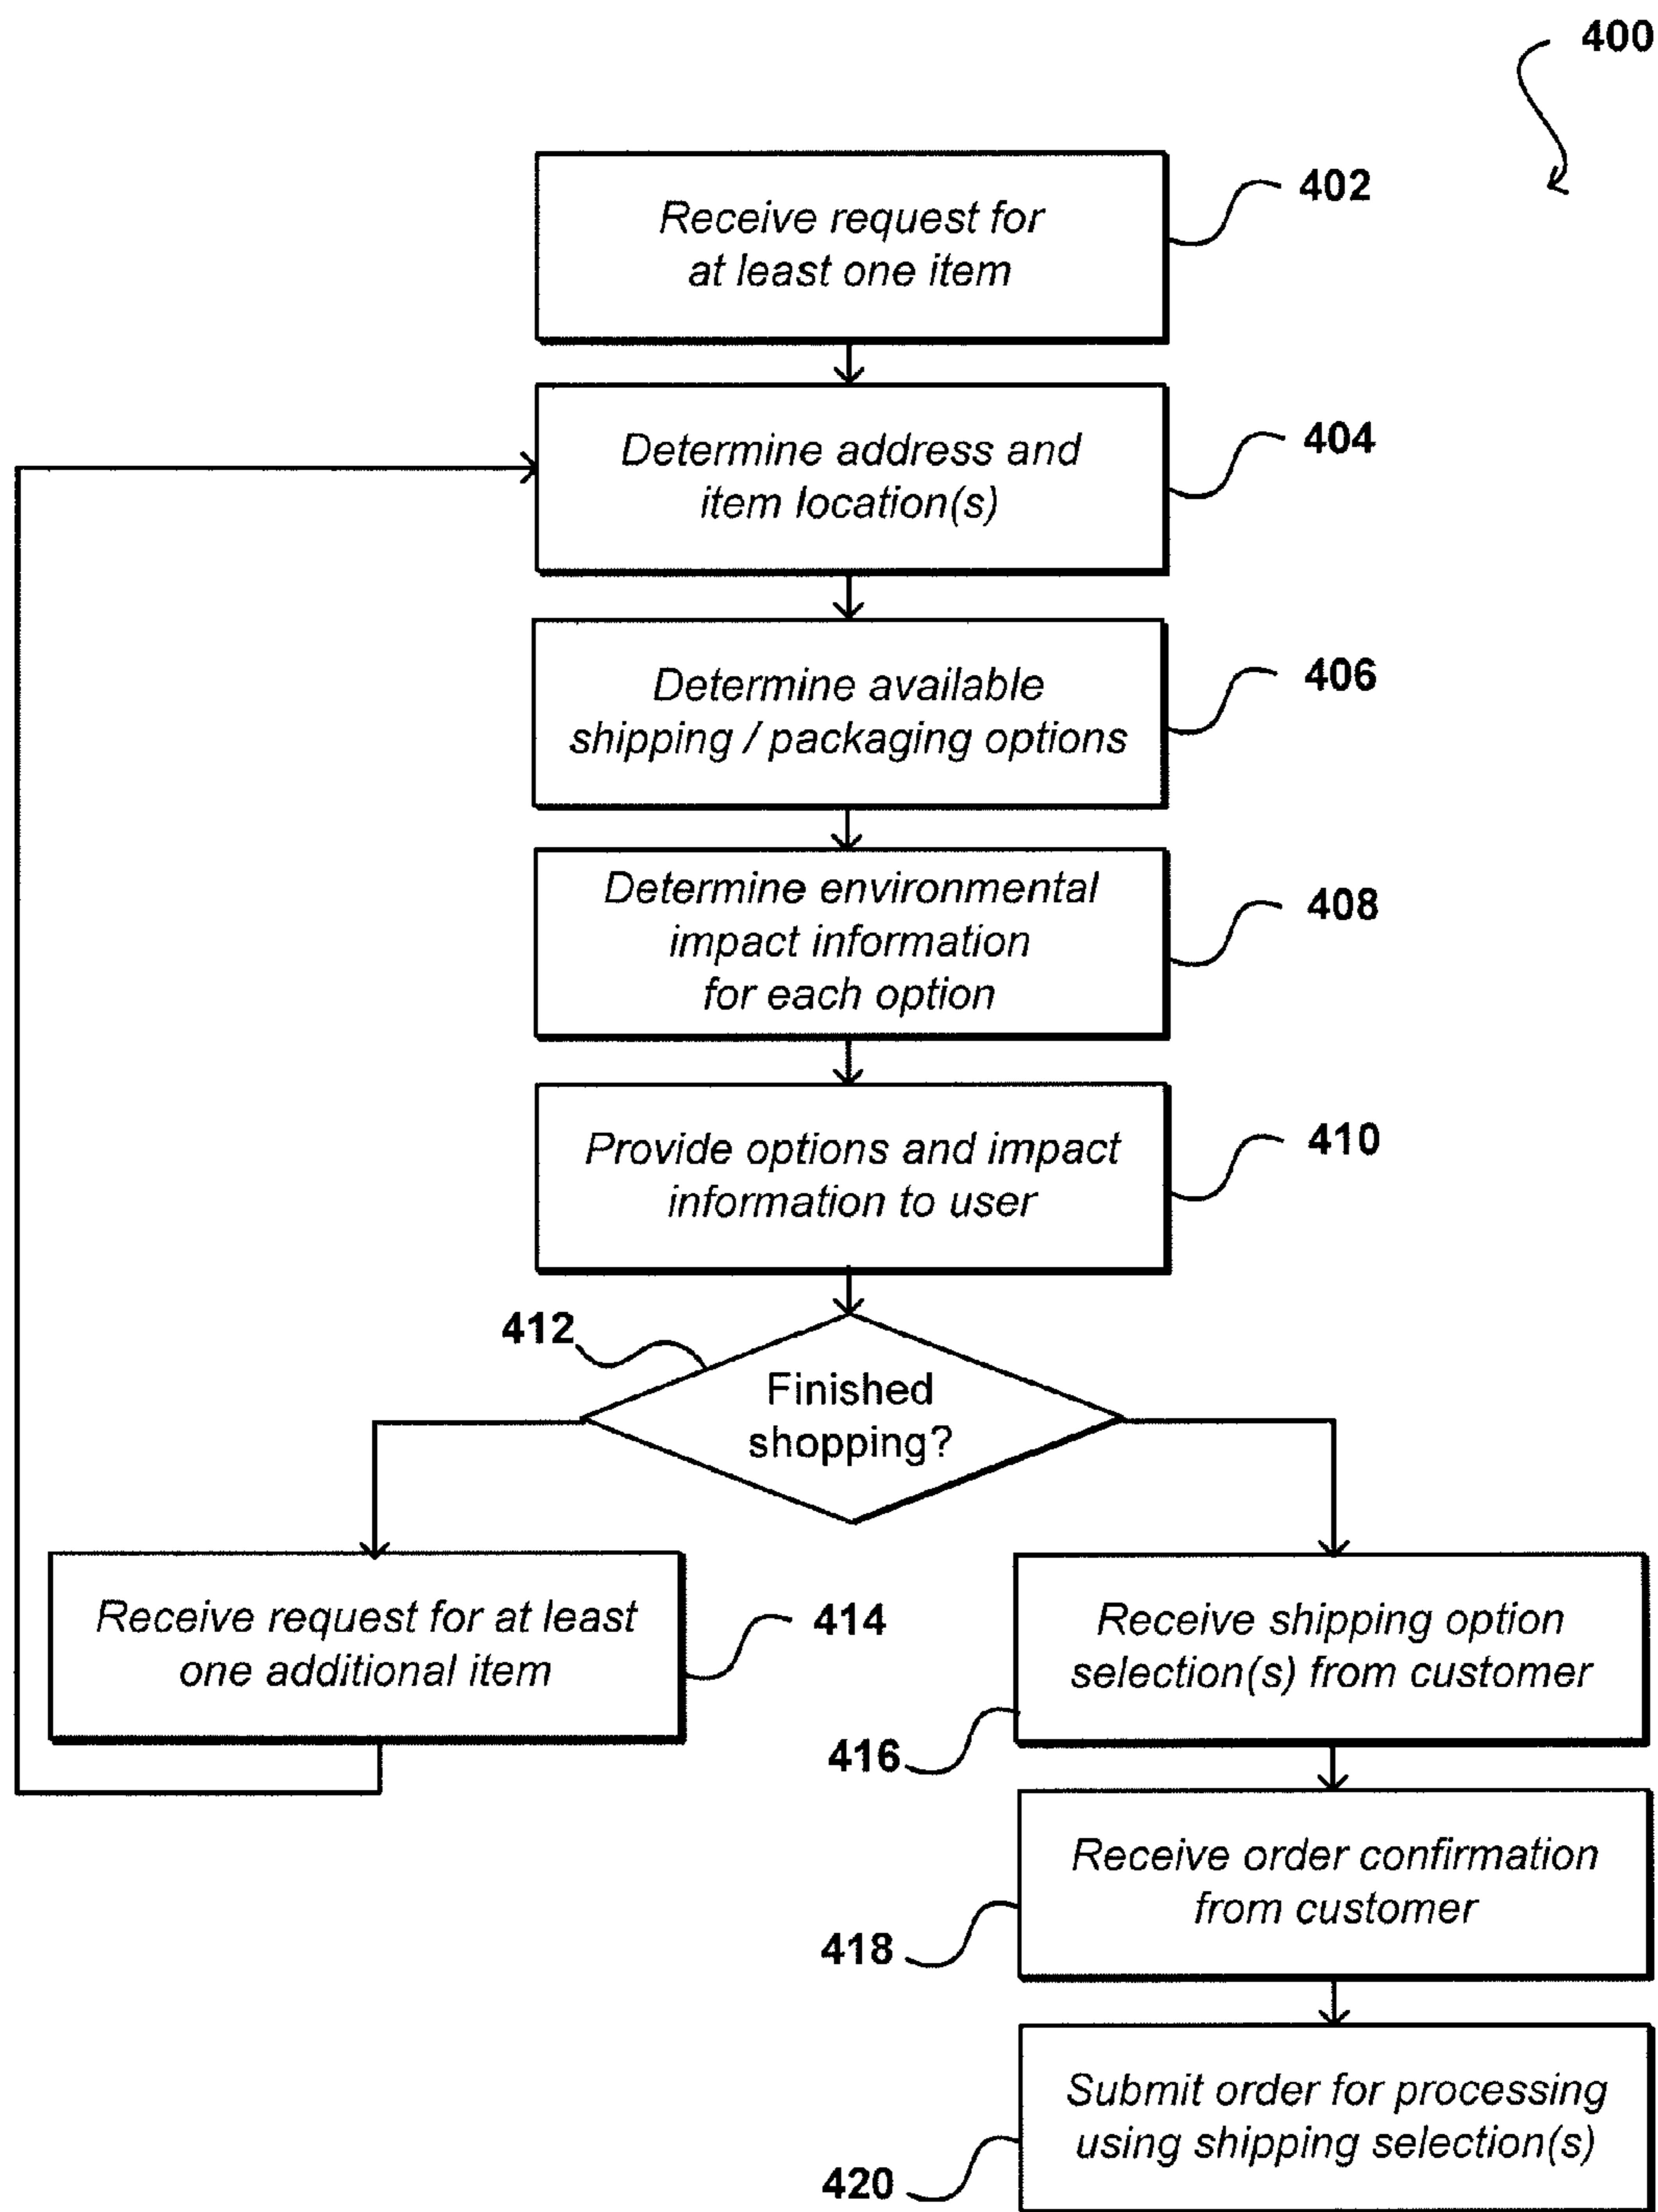 400
Receive request for
at least one item
402
Determine address and
item location(s)
404
Determine available
shipping / packaging options
406
Determine environmental
impact information
for each option
408
Provide options and impact
information to user
410
412
Finished
shopping?
Receive request for at least
one additional item
414
Receive shipping option
selection(s) from customer
416
Receive order confirmation
from customer
418
Submit order for processing
using shipping selection(s)
420